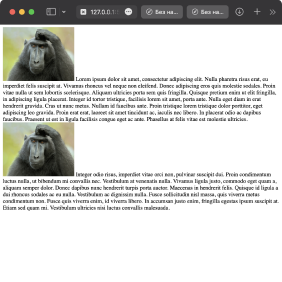 127.0.0.1
Без на...
Без на...
Lorem ipsum dolor sit amet, consectetur adipiscing elit. Nulla pharetra risus erat, eu
imperdiet felis suscipit at. Vivamus rhoncus vel neque non eleifend. Donec adipiscing eros quis molestie sodales. Proin
vitae nulla ut sem lobortis scelerisque. Aliquam ultricies porta sem quis fringilla. Quisque pretium enim ut elit fringilla,
in adipiscing ligula placerat. Integer id tortor tristique, facilisis lorem sit amet, porta ante. Nulla eget diam in erat
hendrerit gravida. Cras ut nunc metus. Nullam id faucibus ante. Proin tristique lorem tristique dolor porttitor, eget
adipiscing leo gravida. Proin erat erat, laoreet sit amet tincidunt ac, iaculis nec libero. In placerat odio ac dapibus
faucibus. Praesent ut est in ligula facilisis congue eget ac ante. Phasellus at felis vitae est molestie ultricies.
Integer odio risus, imperdiet vitae orci non, pulvinar suscipit dui. Proin condimentum
luctus nulla, ut bibendum mi convallis nec. Vestibulum ut venenatis nulla. Vivamus ligula justo, commodo eget quam a,
aliquam semper dolor. Donec dapibus nunc hendrerit turpis porta auctor. Maecenas in hendrerit felis. Quisque id ligula a
dui rhoncus sodales ac eu nulla. Vestibulum ac dignissim nulla. Fusce sollicitudin nisl massa, quis viverra metus
condimentum non. Fusce quis viverra enim, id viverra libero. In accumsan justo enim, fringilla egestas ipsum suscipit at.
Etiam sed quam mi. Vestibulum ultricies nisi luctus convallis malesuada.